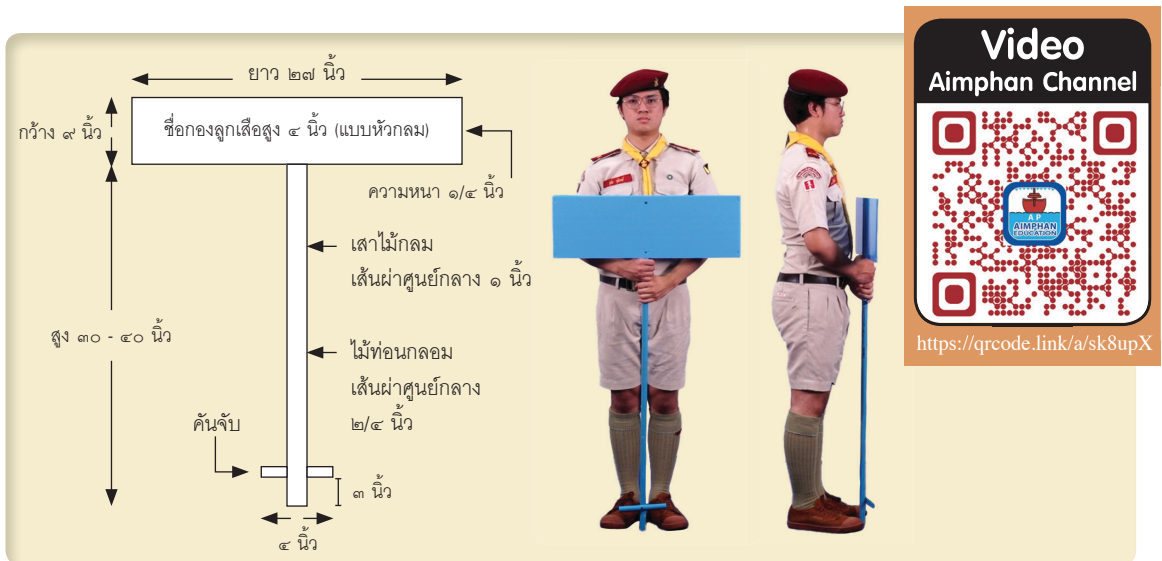 ยาว ๒๗ นิ้ว
กว้าง ๙ นิ้ว
ชื่อกองลูกเสือสูง ๔ นิ้ว (แบบหัวกลม)
ความหนา ๑/๔ นิ้ว
เสาไม้กลม
เส้นผ่าศูนย์กลาง ๑ นิ้ว
สูง ๓๐ - ๔๐ นิ้ว
ไม้ท่อนกลอม
เส้นผ่าศูนย์กลาง
๒/๔ นิ้ว
คันจับ
๓ นิ้ว
๔ นิ้ว
Video
Aimphan Channel
A P
AIMPHAN
EDUCATION
https://qrcode.link/a/sk8upX